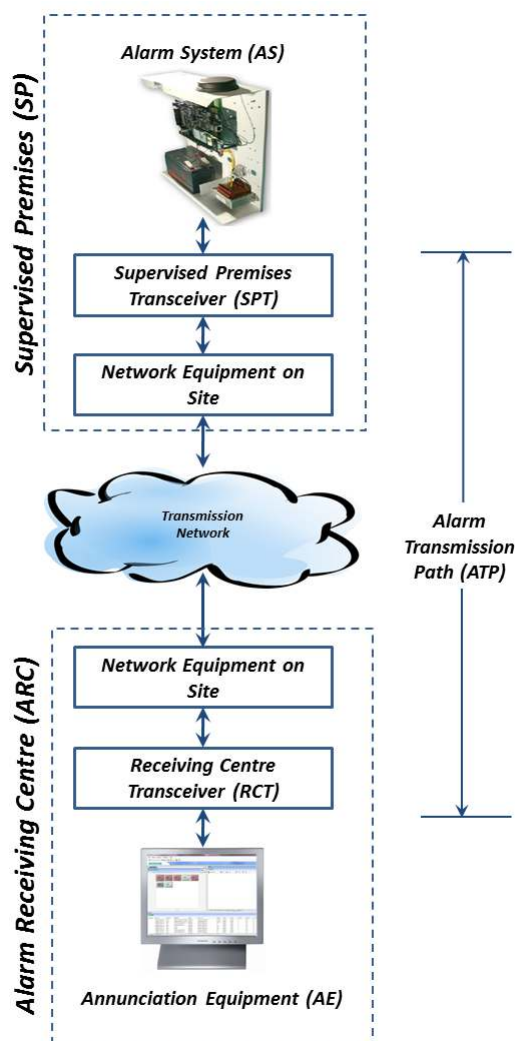 Supervised Premises (SP)
Alarm System (AS)
Supervised Premises
Transceiver (SPT)
Network Equipment on
Site
Transmission
Network
Alarm
Transmission
Path (ATP)
Alarm Receiving Centre (ARC)
Network Equipment on
Site
Receiving Centre
Transceiver (RCT)
Annunciation Equipment (AE)